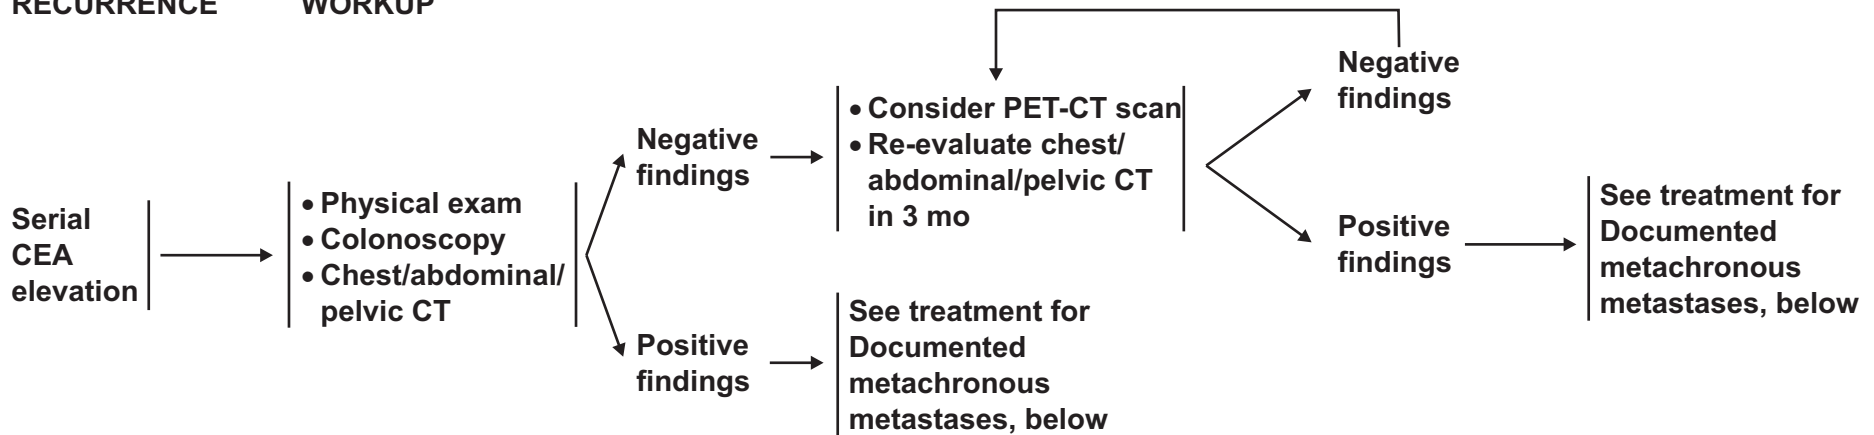 RECURRENCE WORKUP
Serial
CEA
elevation
• Physical exam
• Colonoscopy
• Chest/abdominal/
pelvic CT
Negative
findings
• Consider PET-CT scan
• Re-evaluate chest/
abdominal/pelvic CT
in 3 mo
Negative
findings
Positive
findings
See treatment for
Documented
metachronous
metastases, below
Positive
findings
See treatment for
Documented
metachronous
metastases, below